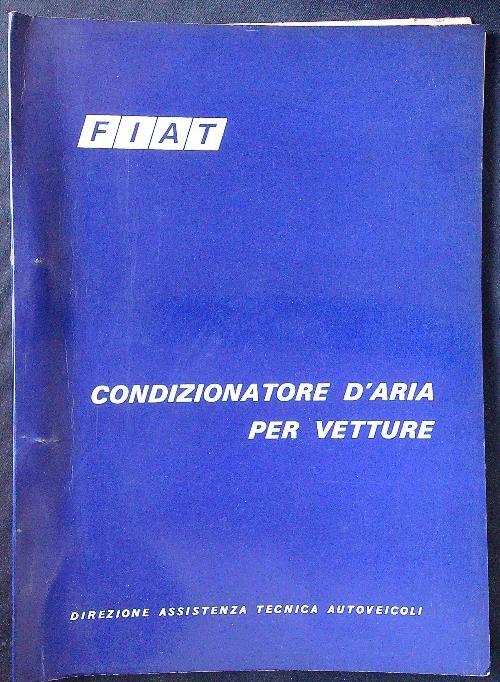 FIAT
CONDIZIONATORE D'ARIA
PER VETTURE
DIREZIONE ASSISTENZA TECNICA AUTOVEICOLI